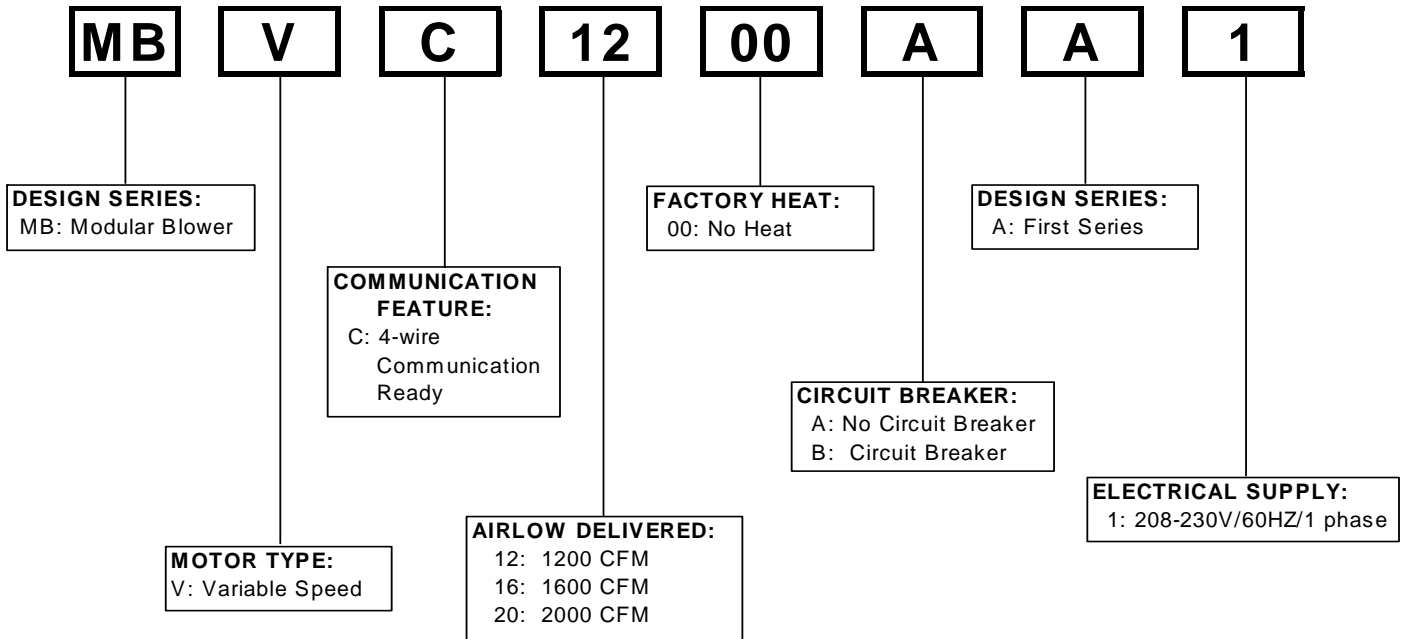 MB V C 12 00 A A 1
DESIGN SERIES:
MB: Modular Blower
FACTORY HEAT:
00: No Heat
DESIGN SERIES:
A: First Series
COMMUNICATION
FEATURE:
C: 4-wire
Communication
Ready
CIRCUIT BREAKER:
A: No Circuit Breaker
B: Circuit Breaker
ELECTRICAL SUPPLY:
1: 208-230V/60HZ/1 phase
AIRLOW DELIVERED:
12: 1200 CFM
16: 1600 CFM
20: 2000 CFM
MOTOR TYPE:
V: Variable Speed